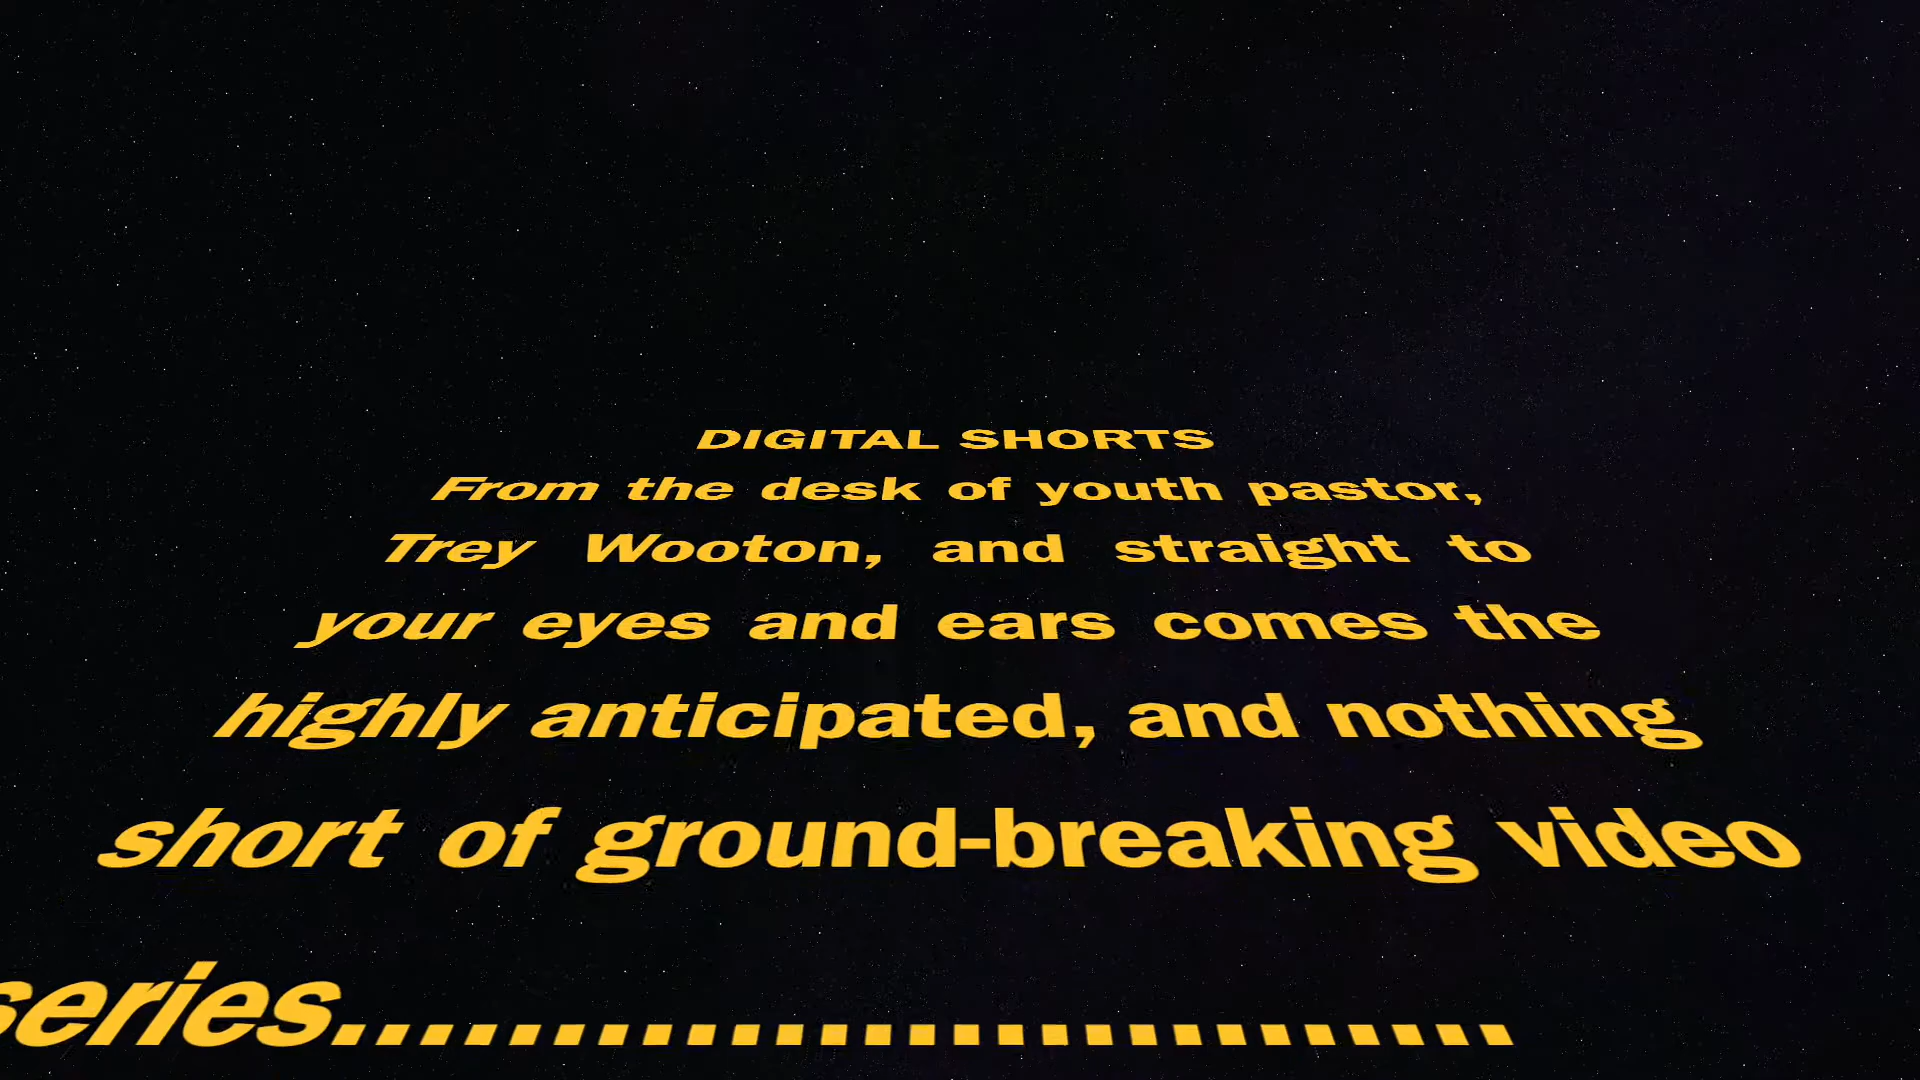 DIGITAL SHORTS
From the desk of youth pastor,
Trey Wooton, and straight to
your eyes and ears comes the
highly anticipated, and nothing
short of ground-breaking video
series...........................